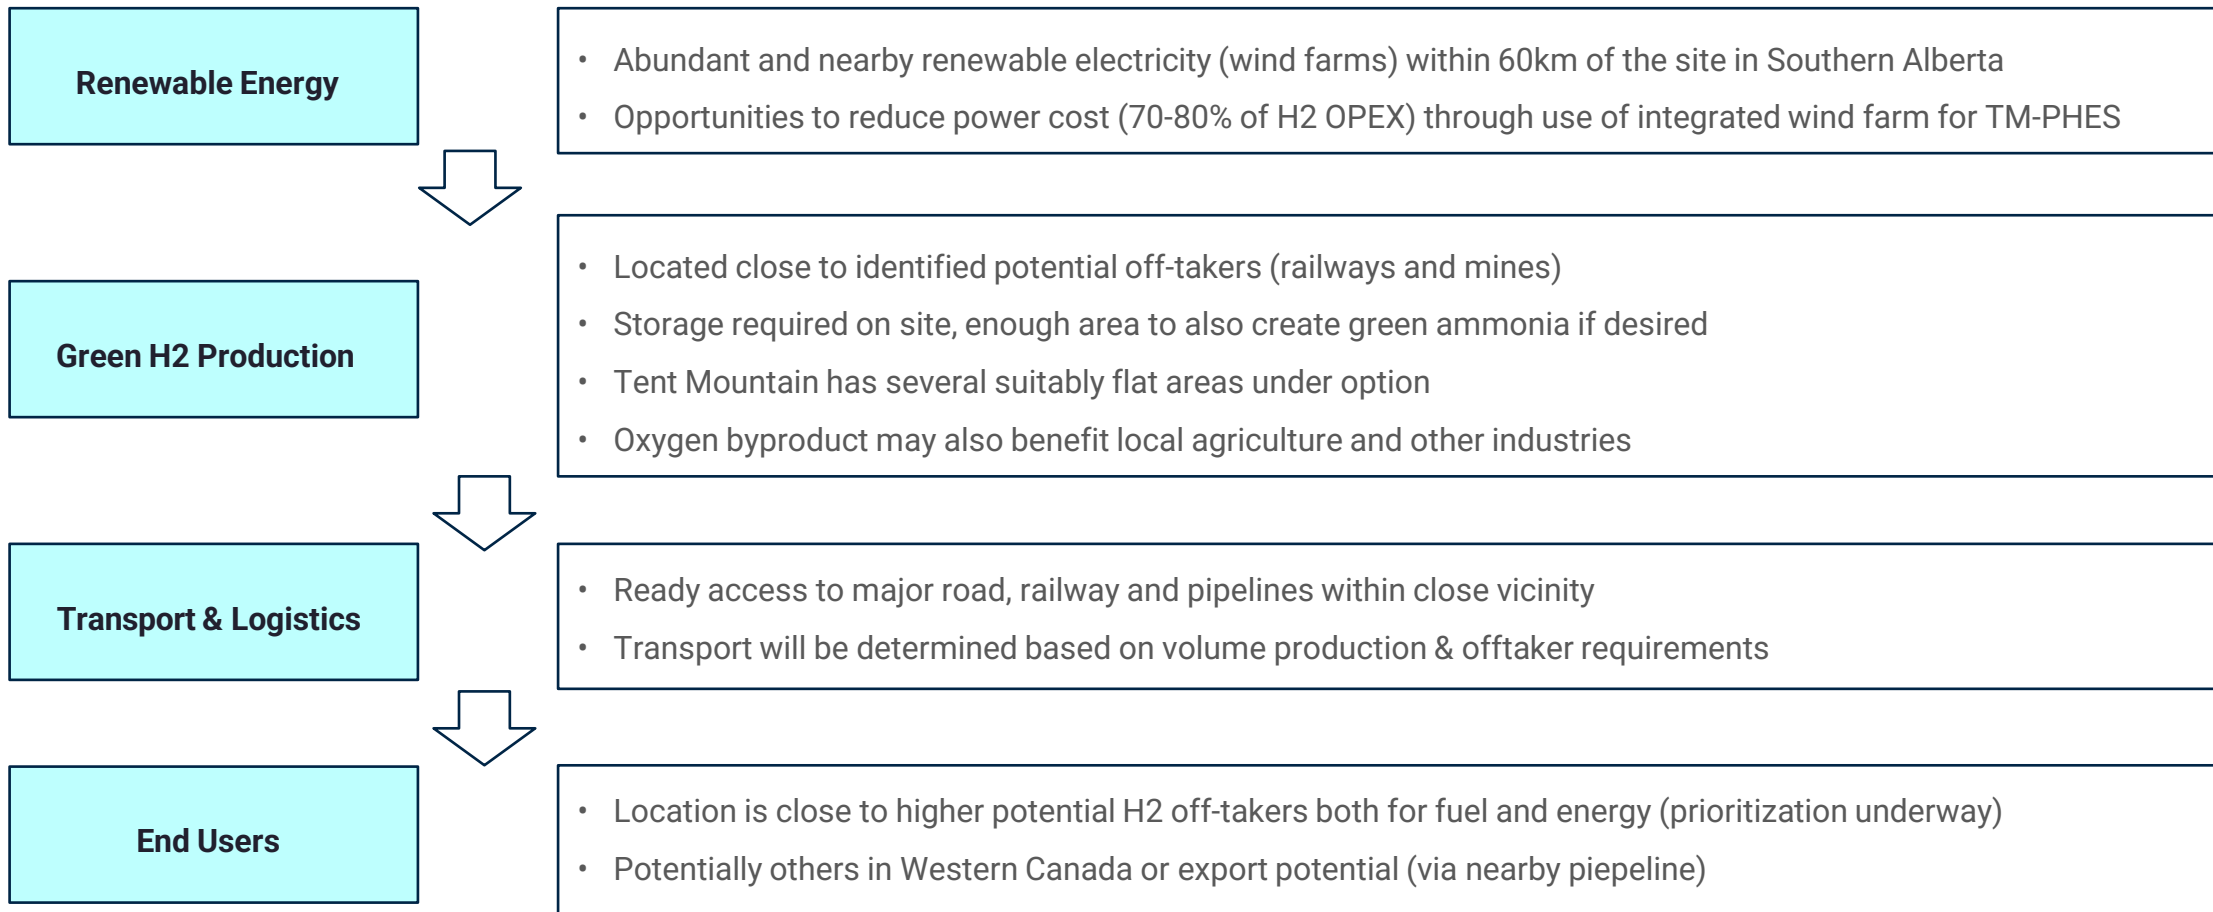 Renewable Energy
• Abundant and nearby renewable electricity (wind farms) within 60km of the site in Southern Alberta
• Opportunities to reduce power cost (70-80% of H2 OPEX) through use of integrated wind farm for TM-PHES
Green H2 Production
• Located close to identified potential off-takers (railways and mines)
• Storage required on site, enough area to also create green ammonia if desired
• Tent Mountain has several suitably flat areas under option
• Oxygen byproduct may also benefit local agriculture and other industries
Transport & Logistics
• Ready access to major road, railway and pipelines within close vicinity
• Transport will be determined based on volume production & offtaker requirements
End Users
• Location is close to higher potential H2 off-takers both for fuel and energy (prioritization underway)
• Potentially others in Western Canada or export potential (via nearby piepeline)